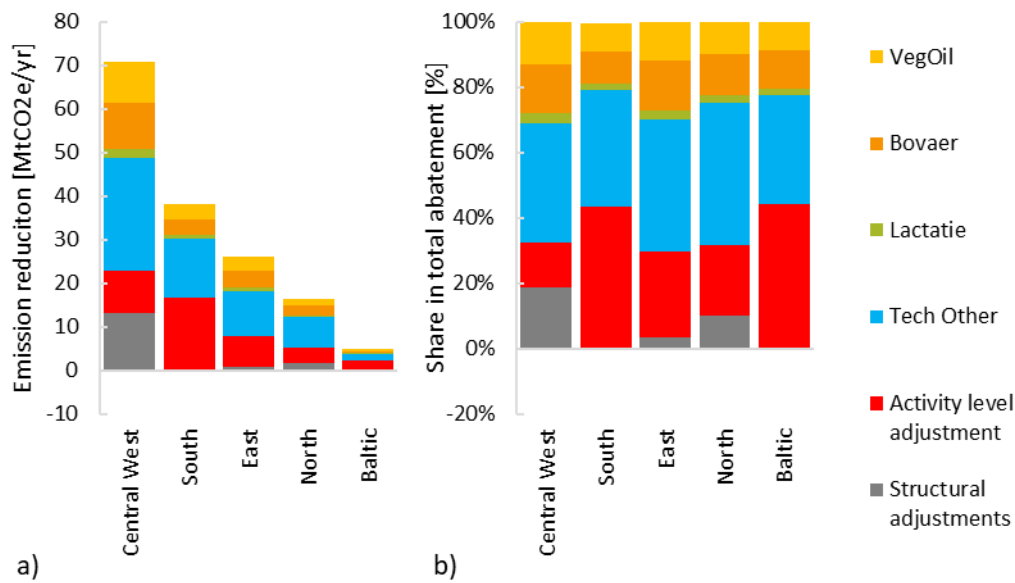 Emission reduciton [MtCO2e/yr]
80
70
60
50
40
30
20
10
0
-10
Central West
South
East
North
Baltic
a)
Share in total abatement [%]
100%
80%
60%
40%
20%
0%
-20%
Central West
South
East
North
Baltic
b)
VegOil
Bovaer
Lactatie
Tech Other
Activity level
adjustment
Structural
adjustments